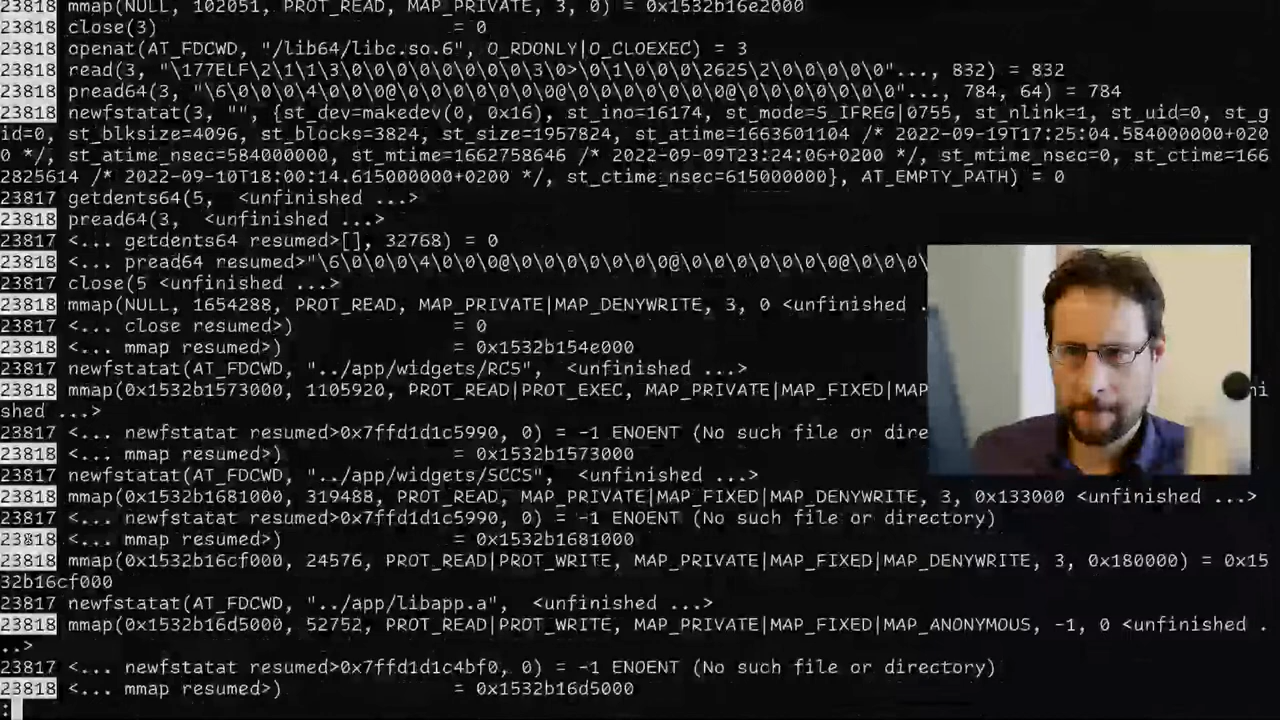 23818 mmap(NULL, 102051, PROT_READ, MAP_PRIVATE, 3, 0) = 0x1532b16e2000
23818 close(3)                          = 0
23818 openat(AT_FDCWD, "/lib64/libc.so.6", O_RDONLY|O_CLOEXEC) = 3
23818 read(3, "\177ELF\2\1\1\3\0\0\0\0\0\0\0\0\3\0>\0\1\0\0\0\2625\2\0\0\0\0\0"..., 832) = 832
23818 pread64(3, "\6\0\0\0\4\0\0\0@\0\0\0\0\0\0\0@\0\0\0\0\0\0\0@\0\0\0\0\0\0\0"..., 784, 64) = 784
23818 newfstatat(3, "", {st_dev=makedev(0, 0x16), st_ino=16174, st_mode=S_IFREG|0755, st_nlink=1, st_uid=0, st_g
id=0, st_blksize=4096, st_blocks=3824, st_size=1957824, st_atime=1663601104 /* 2022-09-19T17:25:04.584000000+020
0 */, st_atime_nsec=584000000, st_mtime=1662758646 /* 2022-09-09T23:24:06+0200 */, st_mtime_nsec=0, st_ctime=166
2825614 /* 2022-09-10T18:00:14.615000000+0200 */, st_ctime_nsec=615000000}, AT_EMPTY_PATH) = 0
23817 getdents64(5,  <unfinished ...>
23818 pread64(3,  <unfinished ...>
23817 <... getdents64 resumed>[], 32768) = 0
23818 <... pread64 resumed>"\6\0\0\0\4\0\0\0@\0\0\0\0\0\0\0@\0\0\0\0\0\0\0@\0\0\0\
23817 close(5 <unfinished ...>
23818 mmap(NULL, 1654288, PROT_READ, MAP_PRIVATE|MAP_DENYWRITE, 3, 0 <unfinished .
23817 <... close resumed>)              = 0
23818 <... mmap resumed>)               = 0x1532b154e000
23817 newfstatat(AT_FDCWD, "../app/widgets/RCS",  <unfinished ...>
23818 mmap(0x1532b1573000, 1105920, PROT_READ|PROT_EXEC, MAP_PRIVATE|MAP_FIXED|MAP ni
shed ...>
23817 <... newfstatat resumed>0x7ffd1d1c5990, 0) = -1 ENOENT (No such file or dire
23818 <... mmap resumed>)               = 0x1532b1573000
23817 newfstatat(AT_FDCWD, "../app/widgets/SCCS",  <unfinished ...>
23818 mmap(0x1532b1681000, 319488, PROT_READ, MAP_PRIVATE|MAP_FIXED|MAP_DENYWRITE, 3, 0x133000 <unfinished ...>
23817 <... newfstatat resumed>0x7ffd1d1c5990, 0) = -1 ENOENT (No such file or directory)
23818 <... mmap resumed>)               = 0x1532b1681000
23818 mmap(0x1532b16cf000, 24576, PROT_READ|PROT_WRITE, MAP_PRIVATE|MAP_FIXED|MAP_DENYWRITE, 3, 0x180000) = 0x15
32b16cf000
23817 newfstatat(AT_FDCWD, "../app/libapp.a",  <unfinished ...>
23818 mmap(0x1532b16d5000, 52752, PROT_READ|PROT_WRITE, MAP_PRIVATE|MAP_FIXED|MAP_ANONYMOUS, -1, 0 <unfinished .
..>
23817 <... newfstatat resumed>0x7ffd1d1c4bf0, 0) = -1 ENOENT (No such file or directory)
23818 <... mmap resumed>)               = 0x1532b16d5000
: